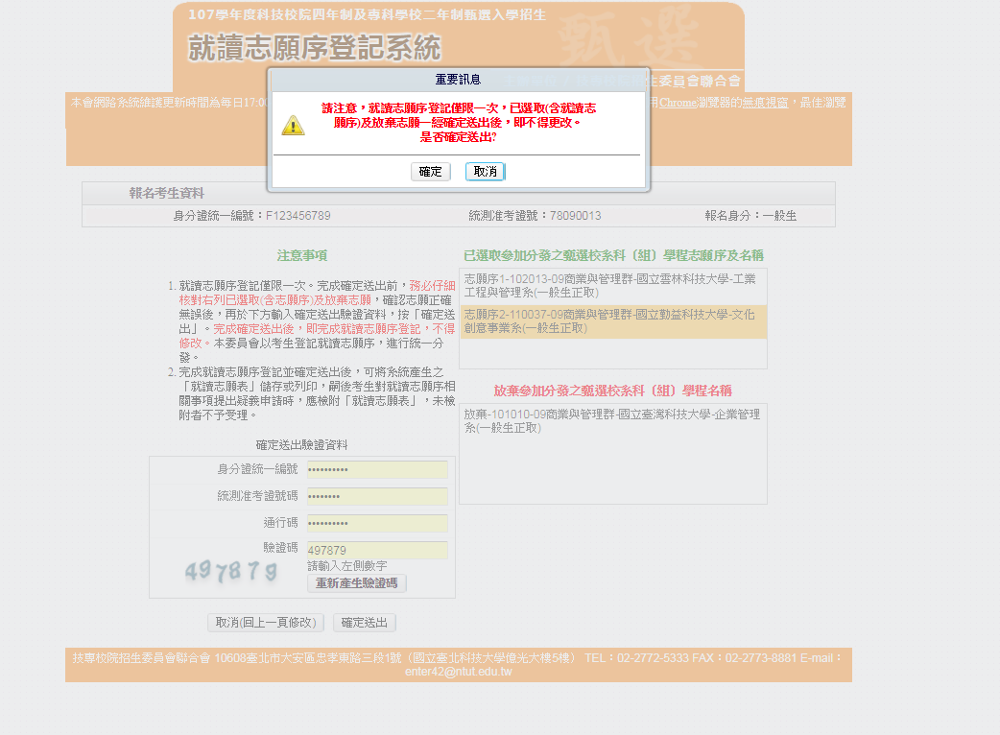 107學年度科技校院四年制及專科學校二年制甄選入學招生
甄選
就讀志願序登記系統
生委員會聯合會
重要訊息
請注意，就讀志願序登記僅限一次，已選取(含就讀志
願序)及放棄志願一經確定送出後，即不得更改。
是否確定送出?
確定
取消
本會網路系統維護更新時間為每日17:00
用Chrome瀏覽器的無痕視窗，最佳瀏覽
報名考生資料
身分證統一編號：F123456789
統測准考證號：78090013
報名身分：一般生
注意事項
1. 就讀志願序登記僅限一次。完成確定送出前，務必仔細
核對右列已選取(含志願序)及放棄志願，確認志願正確
無誤後，再於下方輸入確定送出驗證資料，按「確定送
出」。完成確定送出後，即完成就讀志願序登記，不得
修改。本委員會以考生登記就讀志願序，進行統一分
發。
2. 完成就讀志願序登記並確定送出後，可將系統產生之
「就讀志願表」儲存或列印，嗣後考生對就讀志願序相
關事項提出疑義申請時，應檢附「就讀志願表」，未檢
附者不予受理。
已選取參加分發之甄選校系科（組）學程志願序及名稱
志願序1-102013-09商業與管理群-國立雲林科技大學-工業
工程與管理系(一般生正取)
志願序2-110037-09商業與管理群-國立勤益科技大學-文化
創意事業系(一般生正取)
放棄參加分發之甄選校系科（組）學程名稱
放棄-101010-09商業與管理群-國立臺灣科技大學-企業管理
系(一般生正取)
確定送出驗證資料
身分證統一編號 ••••••••••
統測准考證號碼 ••••••••
通行碼 ••••••••••
驗證碼 497879
497879
請輸入左側數字
重新產生驗證碼
取消(回上一頁修改)
確定送出
技專校院招生委員會聯合會 10608臺北市大安區忠孝東路三段1號（國立臺北科技大學億光大樓5樓） TEL：02-2772-5333 FAX：02-2773-8881 E-mail：
enter42@ntut.edu.tw